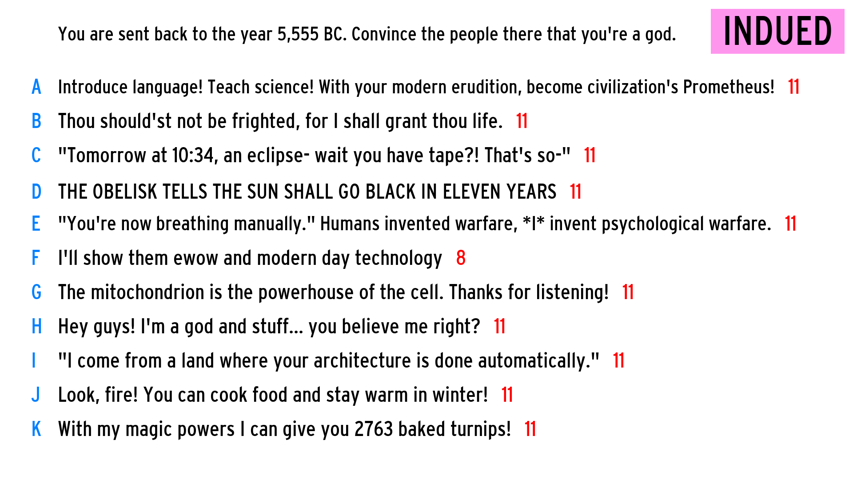 You are sent back to the year 5,555 BC. Convince the people there that you're a god.
INDUED
A Introduce language! Teach science! With your modern erudition, become civilization's Prometheus! 11
B Thou should'st not be frighted, for I shall grant thou life. 11
C "Tomorrow at 10:34, an eclipse- wait you have tape?! That's so-" 11
D THE OBELISK TELLS THE SUN SHALL GO BLACK IN ELEVEN YEARS 11
E "You're now breathing manually." Humans invented warfare, *I* invent psychological warfare. 11
F I'll show them ewow and modern day technology 8
G The mitochondrion is the powerhouse of the cell. Thanks for listening! 11
H Hey guys! I'm a god and stuff... you believe me right? 11
I "I come from a land where your architecture is done automatically." 11
J Look, fire! You can cook food and stay warm in winter! 11
K With my magic powers I can give you 2763 baked turnips! 11